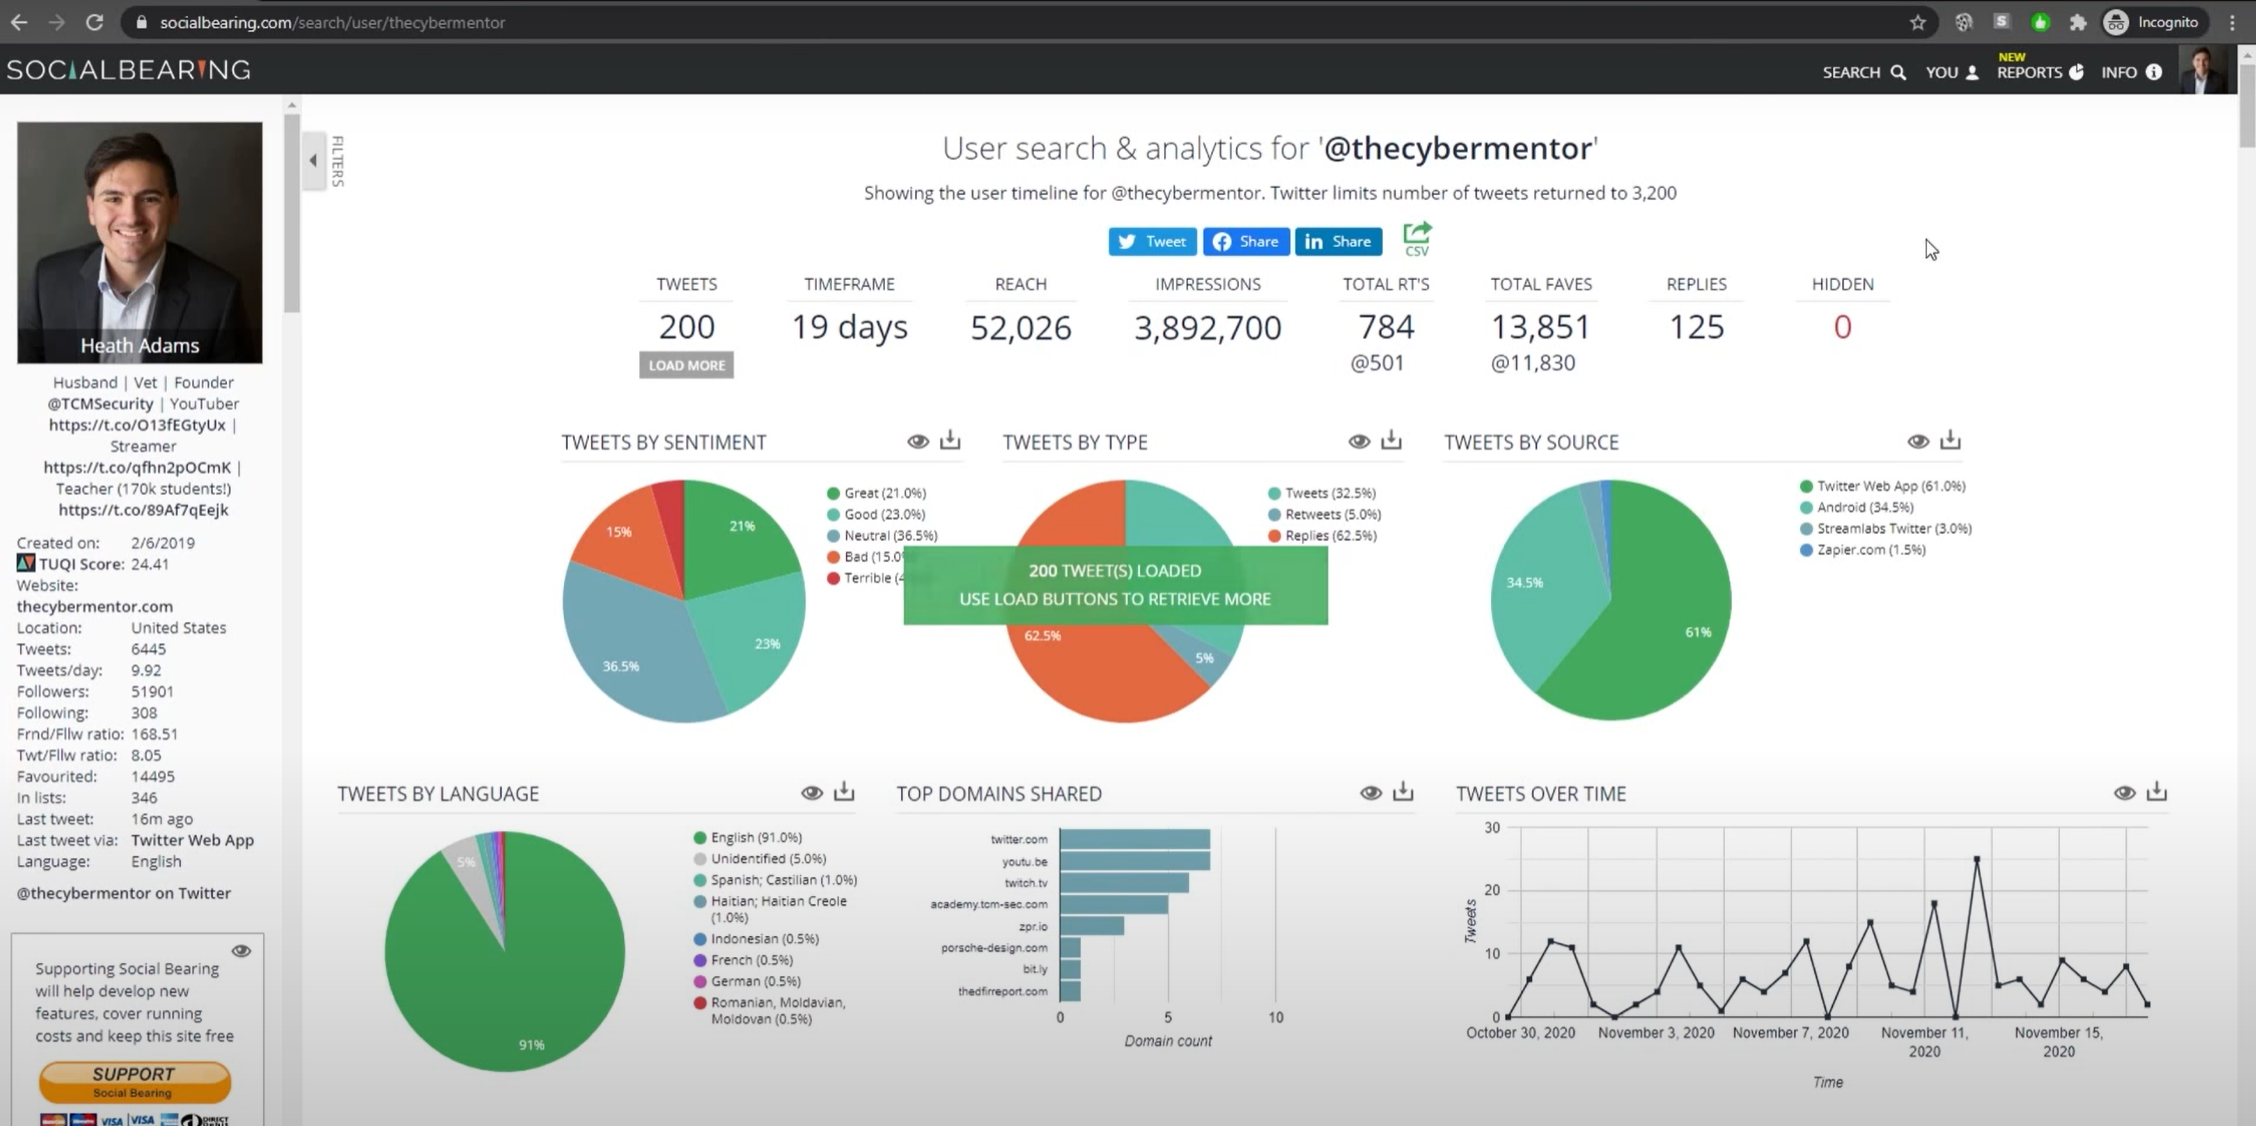 socialbearing.com/search/user/thecybermentor
Incognito
SOCIALBEARING
SEARCH
YOU
NEW
REPORTS
INFO
Heath Adams
Husband | Vet | Founder
@TCMSecurity | YouTuber
https://t.co/O13fEGtyUx |
Streamer
https://t.co/qfhn2pOCmK |
Teacher (170k students!)
https://t.co/89Af7qEejk
Created on: 2/6/2019
TUQI Score: 24.41
Website:
thecybermentor.com
Location: United States
Tweets: 6445
Tweets/day: 9.92
Followers: 51901
Following: 308
Frnd/Fllw ratio: 168.51
Twt/Fllw ratio: 8.05
Favourited: 14495
In lists: 346
Last tweet: 16m ago
Last tweet via: Twitter Web App
Language: English
@thecybermentor on Twitter
Supporting Social Bearing
will help develop new
features, cover running
costs and keep this site free
SUPPORT
Social Bearing
VISA VISA
DIRECT
FILTERS
User search & analytics for '@thecybermentor'
Showing the user timeline for @thecybermentor. Twitter limits number of tweets returned to 3,200
Tweet
Share
in Share
CSV
TWEETS
200
LOAD MORE
TIMEFRAME
19 days
REACH
52,026
IMPRESSIONS
3,892,700
TOTAL RT'S
784
@501
TOTAL FAVES
13,851
@11,830
REPLIES
125
HIDDEN
0
TWEETS BY SENTIMENT
21%
23%
36.5%
15%
Great (21.0%)
Good (23.0%)
Neutral (36.5%)
Bad (15.0
Terrible (4
TWEETS BY TYPE
62.5%
5%
Tweets (32.5%)
Retweets (5.0%)
Replies (62.5%)
200 TWEET(S) LOADED
USE LOAD BUTTONS TO RETRIEVE MORE
TWEETS BY SOURCE
34.5%
61%
Twitter Web App (61.0%)
Android (34.5%)
Streamlabs Twitter (3.0%)
Zapier.com (1.5%)
TWEETS BY LANGUAGE
5%
91%
English (91.0%)
Unidentified (5.0%)
Spanish; Castilian (1.0%)
Haitian; Haitian Creole
(1.0%)
Indonesian (0.5%)
French (0.5%)
German (0.5%)
Romanian, Moldavian,
Moldovan (0.5%)
TOP DOMAINS SHARED
twitter.com
youtu.be
twitch.tv
academy.tcm-sec.com
zpr.io
porsche-design.com
bit.ly
thedfirreport.com
0 5 10
Domain count
TWEETS OVER TIME
30
20
10
0
Tweets
October 30, 2020
November 3, 2020
November 7, 2020
November 11,
2020
November 15,
2020
Time